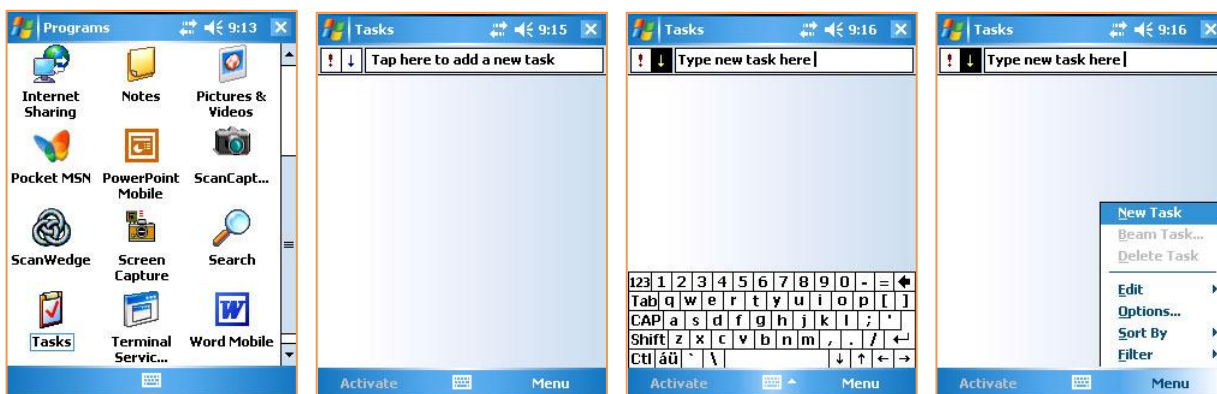 Programs 9:13
Internet Sharing
Notes
Pictures & Videos
Pocket MSN
PowerPoint Mobile
ScanCapt...
ScanWedge
Screen Capture
Search
Tasks
Terminal Servic...
Word Mobile
Tasks 9:15
! ↓ Tap here to add a new task
Activate Menu
Tasks 9:16
! ↓ Type new task here
123 1 2 3 4 5 6 7 8 9 0 - = 
Tab q w e r t y u i o p [ ]
CAP a s d f g h j k l ; '
Shift z x c v b n m , . / ↵
Ctl áü ` \ ↓ ↑ ← →
Activate Menu
Tasks 9:16
! ↓ Type new task here
New Task
Beam Task...
Delete Task
Edit
Options...
Sort By
Filter
Activate Menu